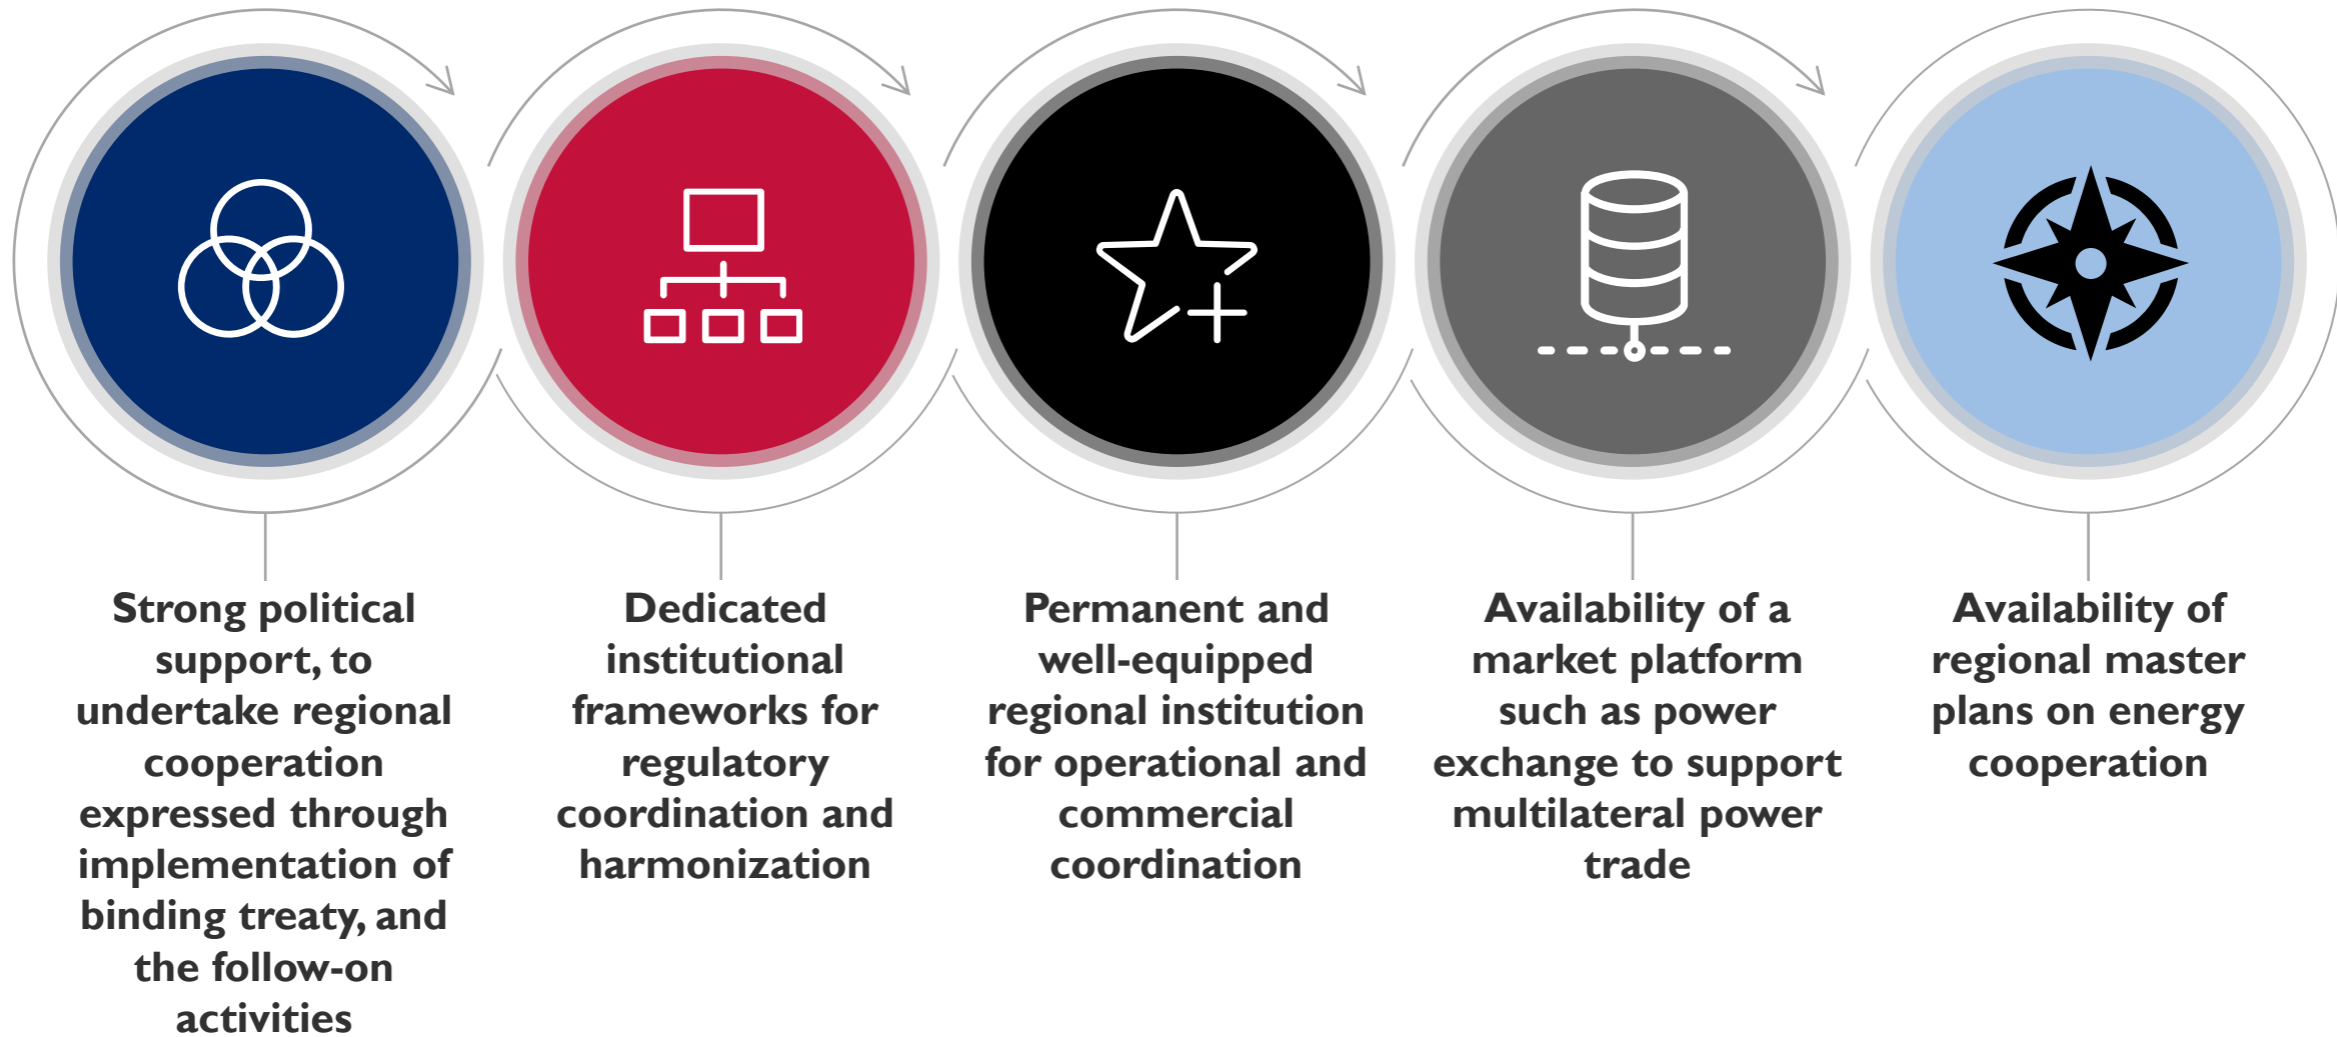 Strong political
support, to
undertake regional
cooperation
expressed through
implementation of
binding treaty, and
the follow-on
activities
Dedicated
institutional
frameworks for
regulatory
coordination and
harmonization
Permanent and
well-equipped
regional institution
for operational and
commercial
coordination
Availability of a
market platform
such as power
exchange to support
multilateral power
trade
Availability of
regional master
plans on energy
cooperation